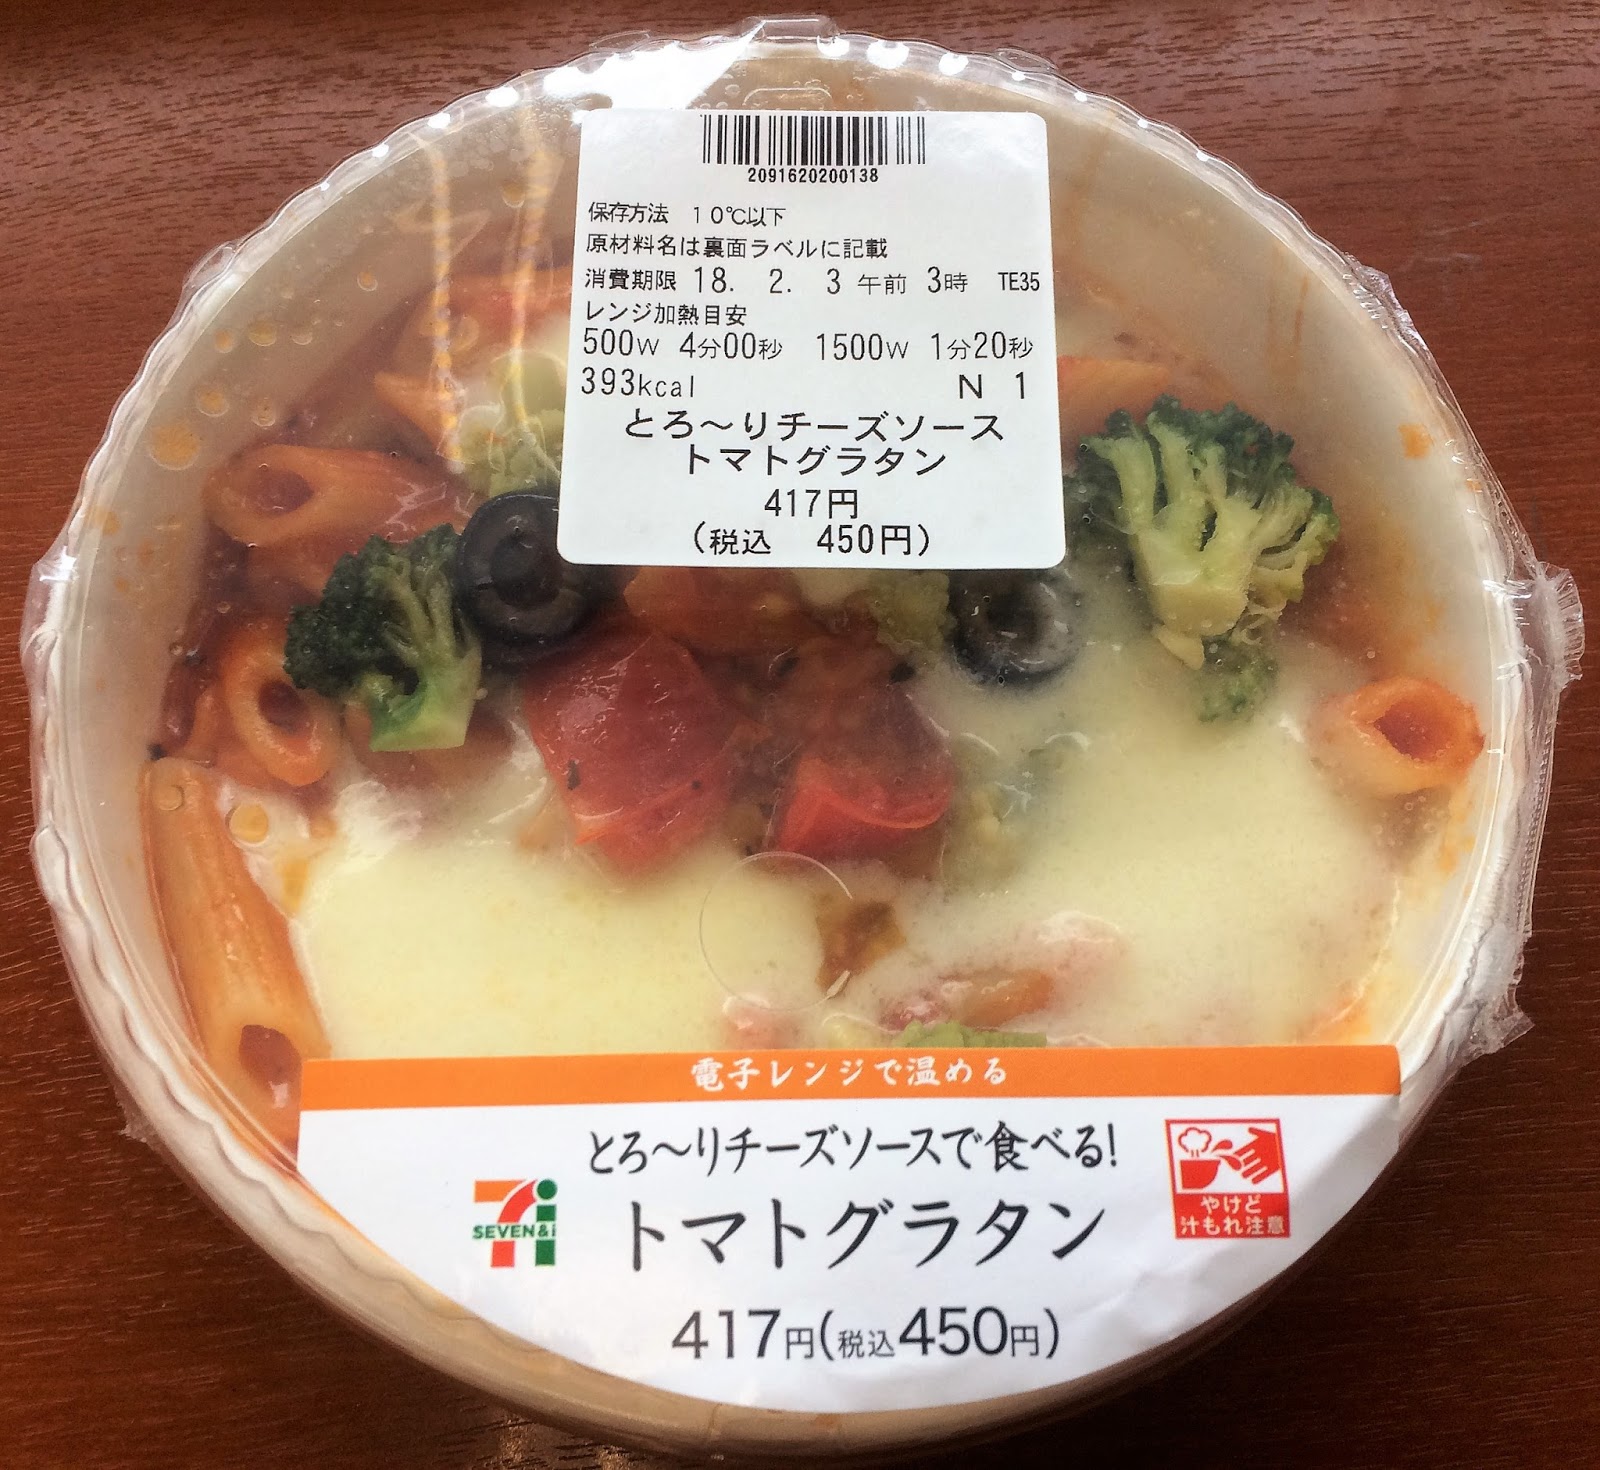 2091620200138
保存方法 10℃以下
原材料名は裏面ラベルに記載
消費期限 18. 2. 3 午前 3時 TE35
レンジ加熱目安
500W 4分00秒 1500W 1分20秒
393kcal N 1
とろ～りチーズソース
トマトグラタン
417円
(税込 450円)
電子レンジで温める
とろ～りチーズソースで食べる!
トマトグラタン
SEVEN&i
やけど
汁もれ注意
417円(税込450円)